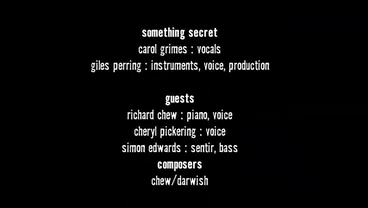 something secret
carol grimes : vocals
giles perring : instruments, voice, production
guests
richard chew : piano, voice
cheryl pickering : voice
simon edwards : sentir, bass
composers
chew/darwish